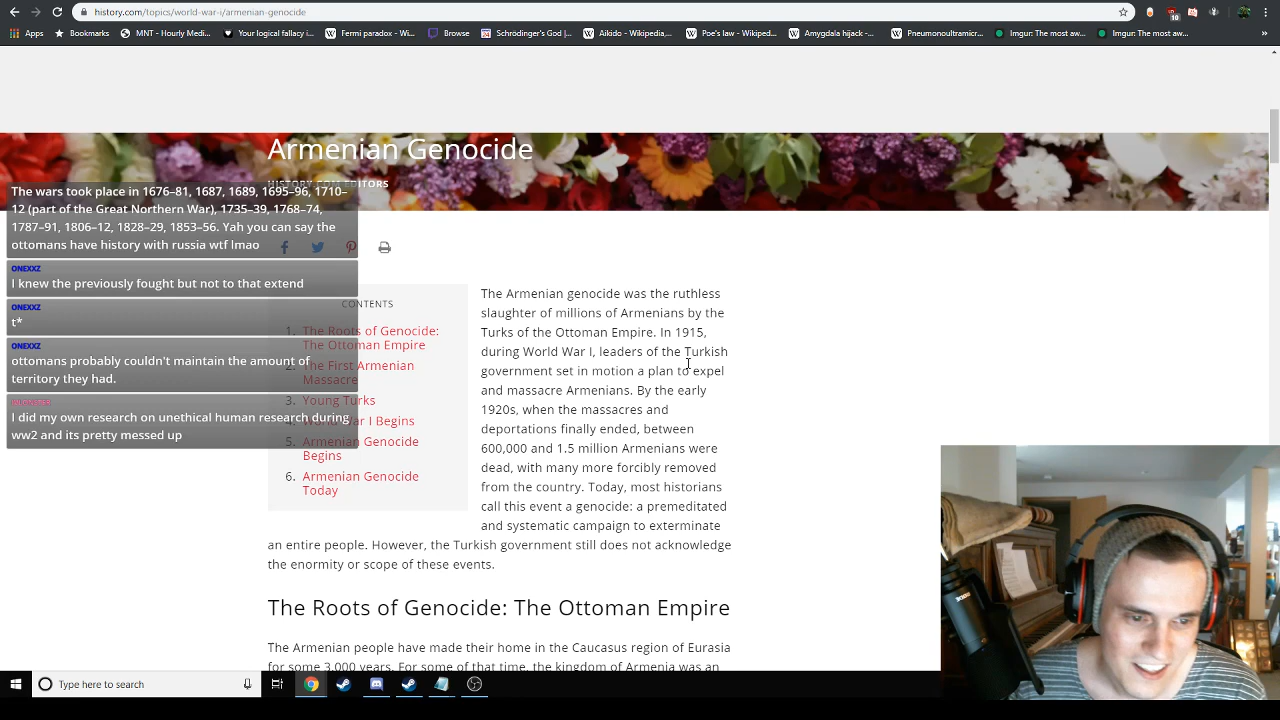 history.com/topics/world-war-i/armenian-genocide
10
Apps
Bookmarks
MNT - Hourly Medi...
Your logical fallacy i...
Fermi paradox - Wi...
Browse
Schrödinger's God |...
Aikido - Wikipedia,...
Poe's law - Wikiped...
Amygdala hijack -...
Pneumonoultramicr...
Imgur: The most aw...
Imgur: The most aw...
»
Armenian Genocide
HISTORY.COM EDITORS
The wars took place in 1676–81, 1687, 1689, 1695–96, 1710–
12 (part of the Great Northern War), 1735–39, 1768–74,
1787–91, 1806–12, 1828–29, 1853–56. Yah you can say the
ottomans have history with russia wtf lmao
ONEXXZ
I knew the previously fought but not to that extend
ONEXXZ
t*
ONEXXZ
ottomans probably couldn't maintain the amount of
territory they had.
I did my own research on unethical human research during
ww2 and its pretty messed up
CONTENTS
1. The Roots of Genocide:
The Ottoman Empire
2. The First Armenian
Massacre
3. Young Turks
4. World War I Begins
5. Armenian Genocide
Begins
6. Armenian Genocide
Today
The Armenian genocide was the ruthless
slaughter of millions of Armenians by the
Turks of the Ottoman Empire. In 1915,
during World War I, leaders of the Turkish
government set in motion a plan to expel
and massacre Armenians. By the early
1920s, when the massacres and
deportations finally ended, between
600,000 and 1.5 million Armenians were
dead, with many more forcibly removed
from the country. Today, most historians
call this event a genocide: a premeditated
and systematic campaign to exterminate
an entire people. However, the Turkish government still does not acknowledge
the enormity or scope of these events.
The Roots of Genocide: The Ottoman Empire
The Armenian people have made their home in the Caucasus region of Eurasia
for some 3,000 years. For some of that time, the kingdom of Armenia was an
Type here to search